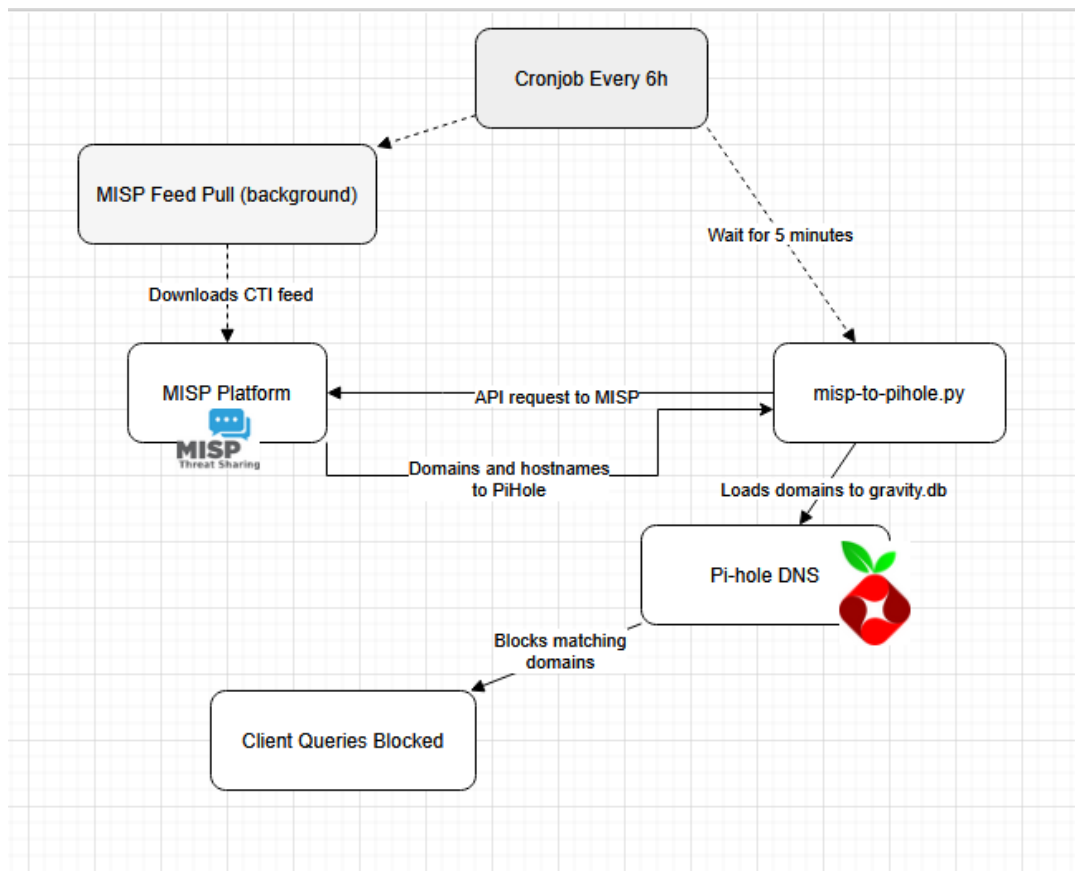 Cronjob Every 6h
MISP Feed Pull (background)
Wait for 5 minutes
Downloads CTI feed
MISP Platform
MISP
Threat Sharing
API request to MISP
misp-to-pihole.py
Domains and hostnames
to PiHole
Loads domains to gravity.db
Pi-hole DNS
Blocks matching
domains
Client Queries Blocked